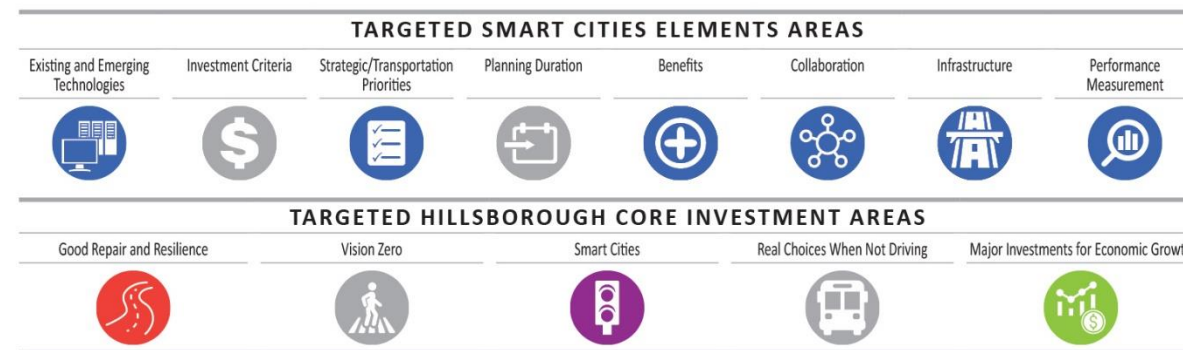 TARGETED SMART CITIES ELEMENTS AREAS
Existing and Emerging Technologies
Investment Criteria
Strategic/Transportation Priorities
Planning Duration
Benefits
Collaboration
Infrastructure
Performance Measurement
$
TARGETED HILLSBOROUGH CORE INVESTMENT AREAS
Good Repair and Resilience
Vision Zero
Smart Cities
Real Choices When Not Driving
Major Investments for Economic Growt
$